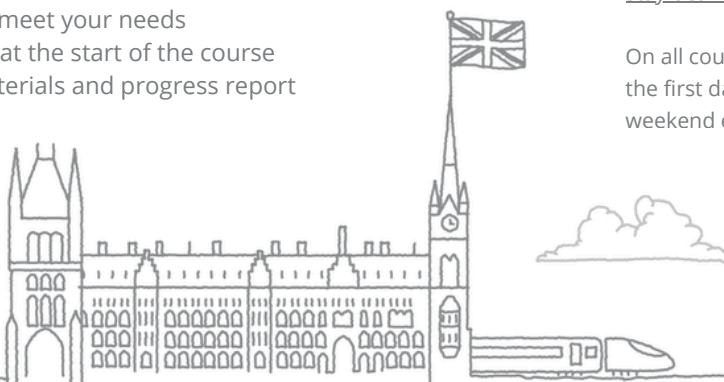 meet your needs
at the start of the course
terials and progress report
On all cou
the first da
weekend e